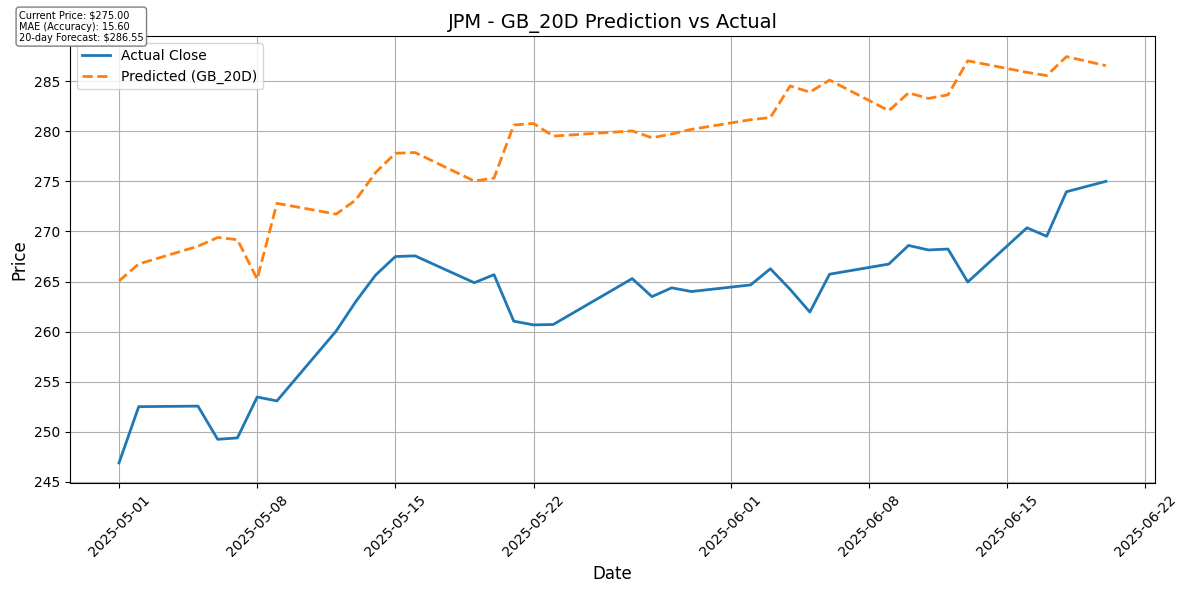 JPM - GB_20D Prediction vs Actual
Current Price: $275.00
MAE (Accuracy): 15.60
20-day Forecast: $286.55
Actual Close
Predicted (GB_20D)
Price
285
280
275
270
265
260
255
250
245
2025-05-01
2025-05-08
2025-05-15
2025-05-22
2025-06-01
2025-06-08
2025-06-15
2025-06-22
Date